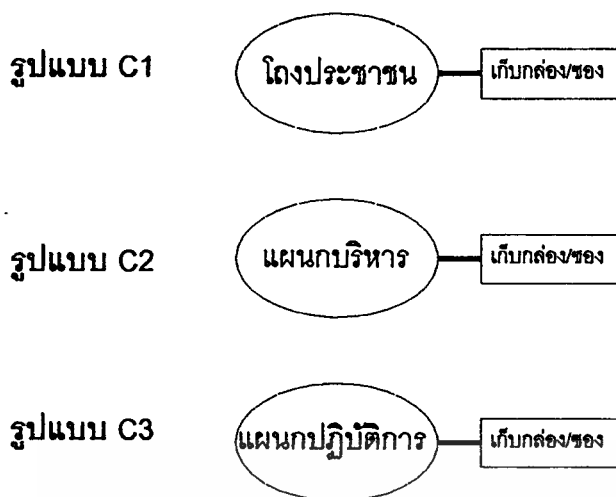 รูปแบบ C1 โถงประชาชน เก็บกล่อง/ซอง
รูปแบบ C2 แผนกบริหาร เก็บกล่อง/ซอง
รูปแบบ C3 แผนกปฏิบัติการ เก็บกล่อง/ซอง